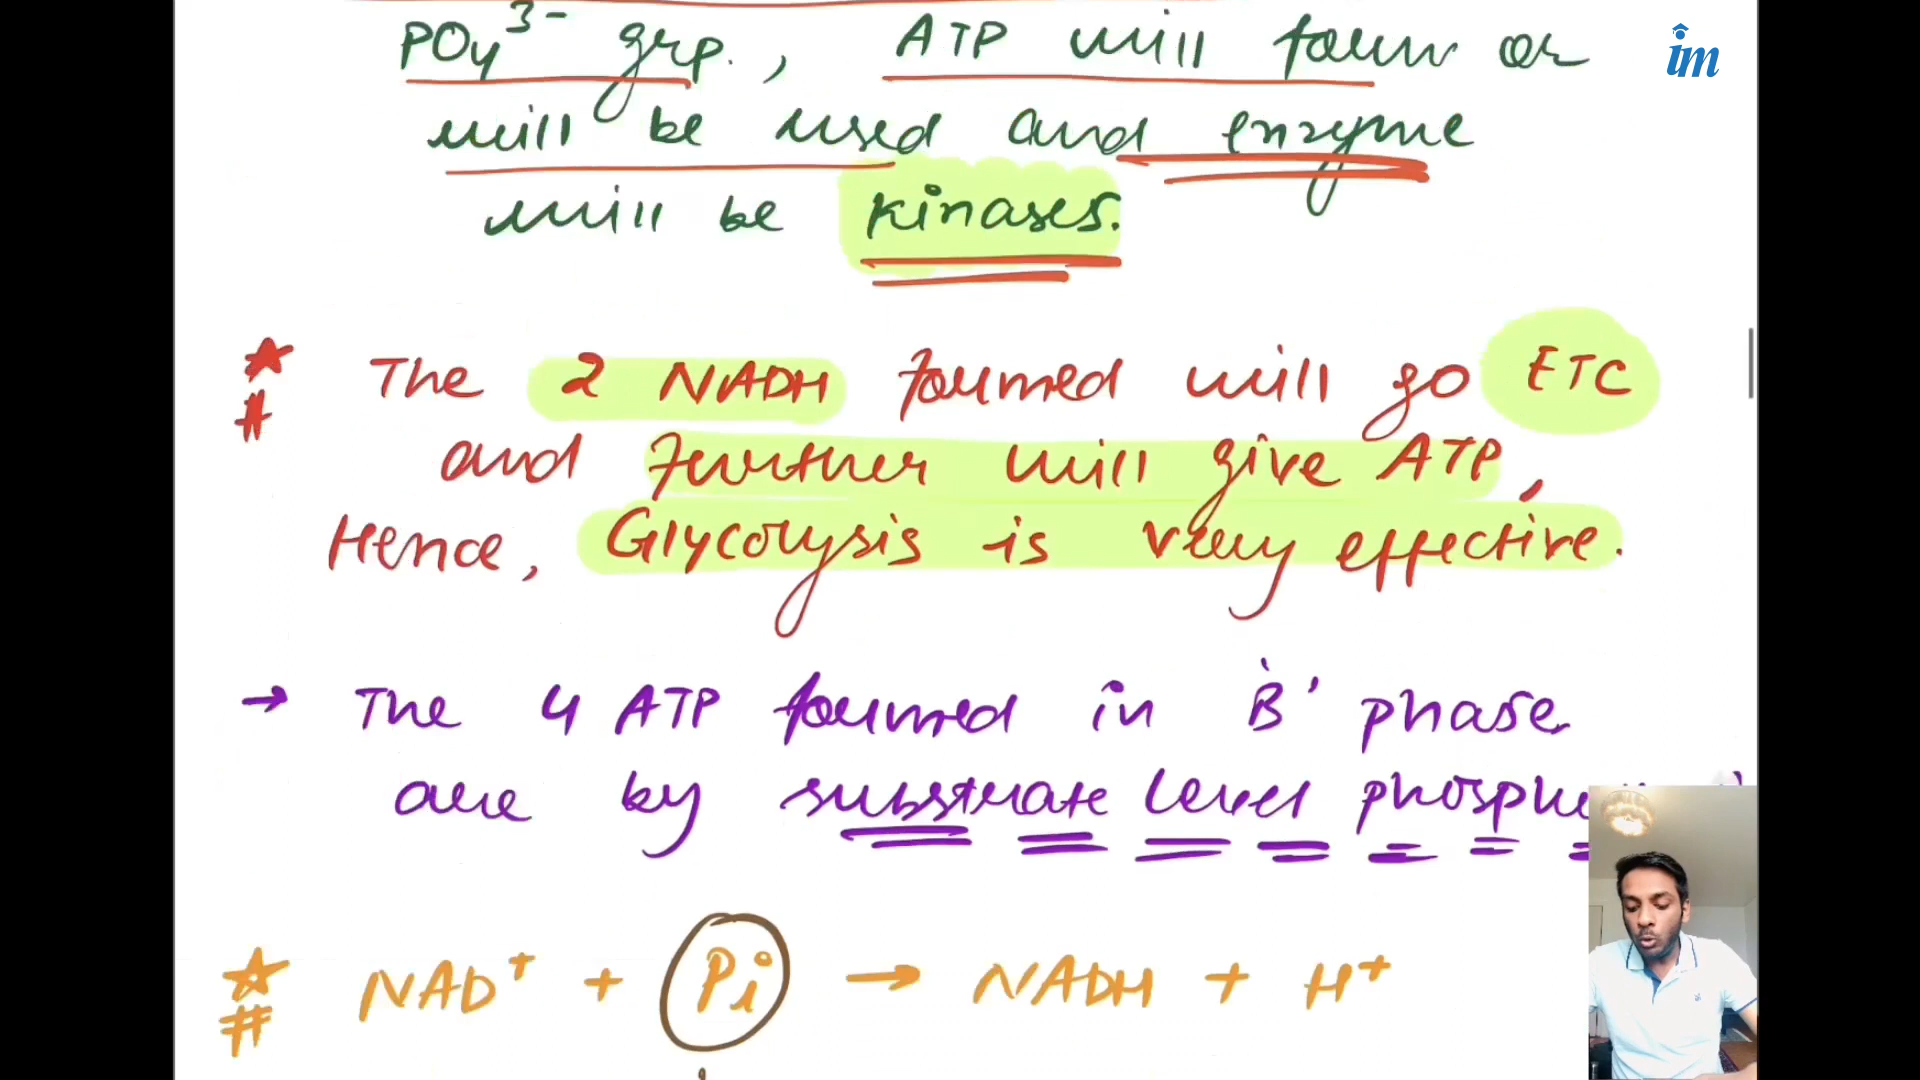 PO4³⁻ grp., ATP will form or
im
will be used and enzyme
will be kinases.
The 2 NADH formed will go ETC
and further will give ATP,
Hence, Glycolysis is very effective.
→ The 4 ATP formed in 'B' phase
are by substrate level
# NAD⁺ + Pi → NADH + H⁺